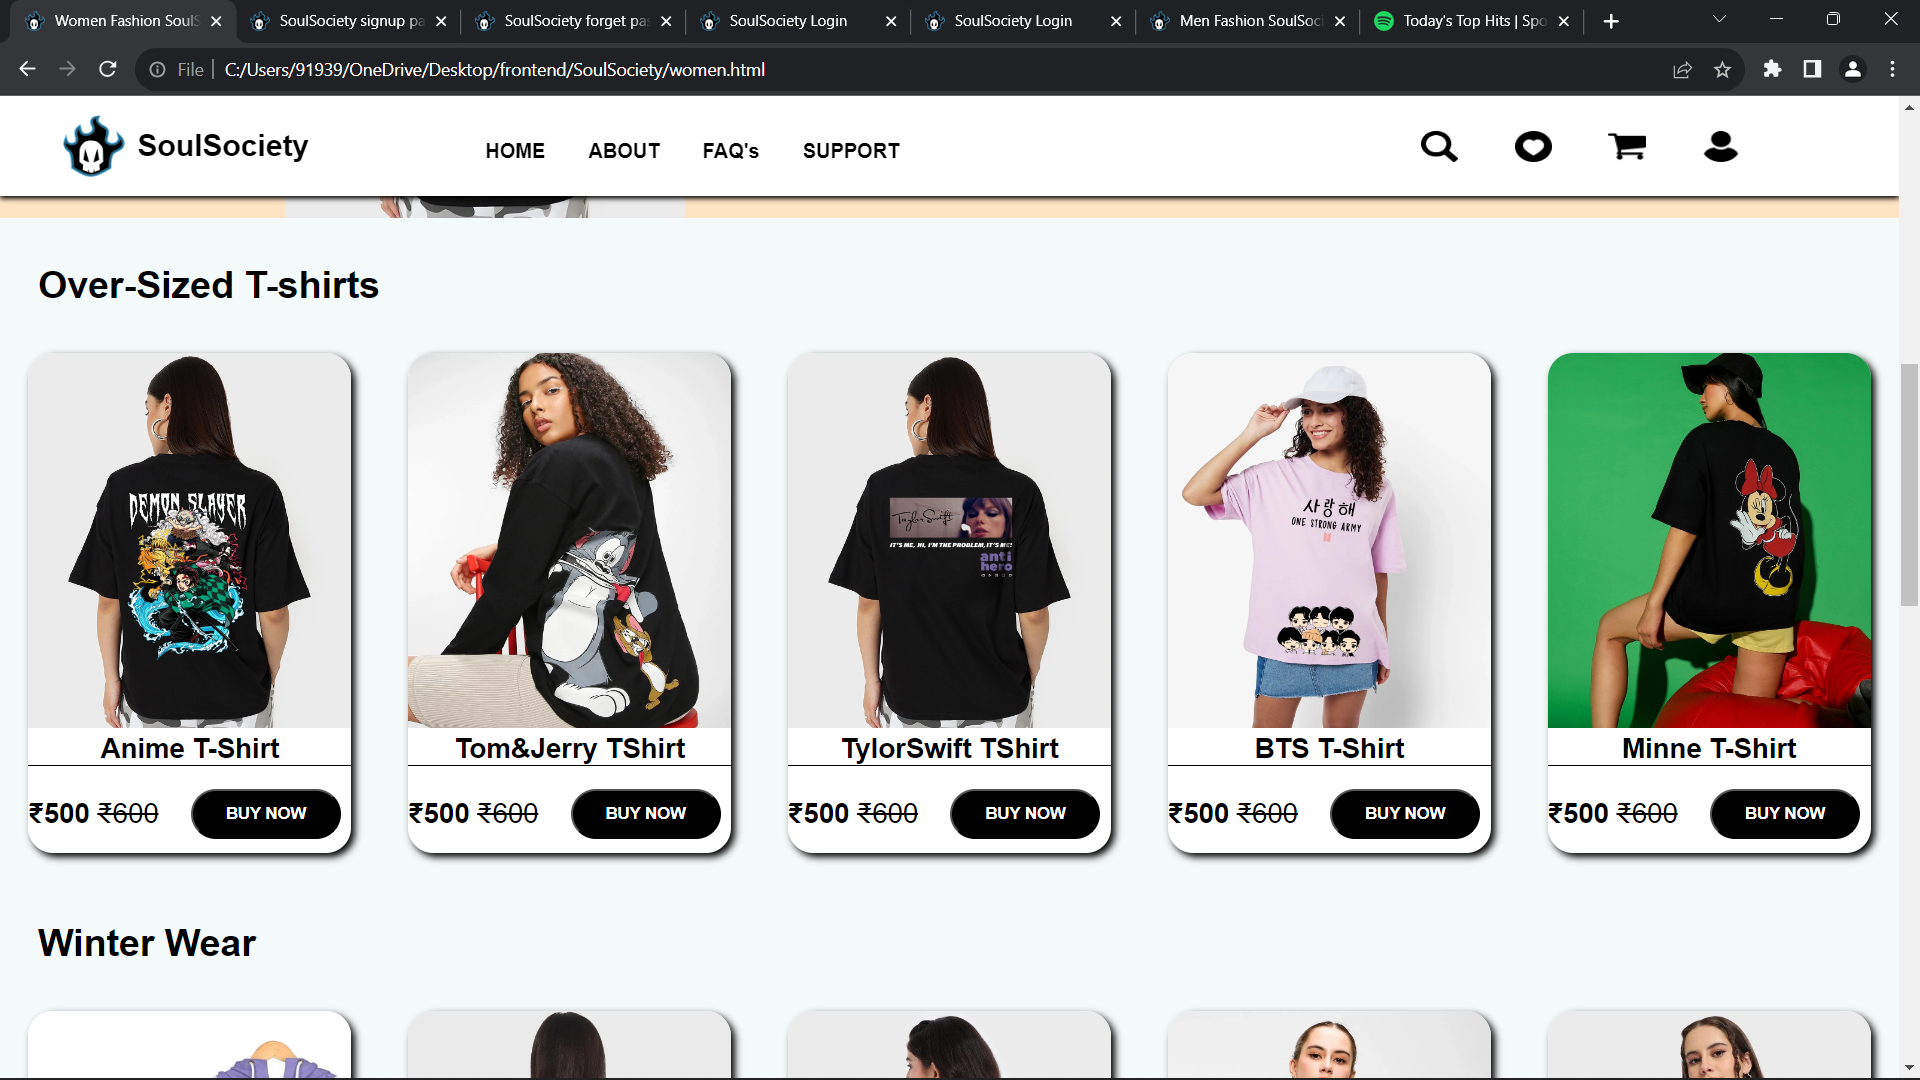 Women Fashion SoulS
SoulSociety signup pa
SoulSociety forget pas
SoulSociety Login
SoulSociety Login
Men Fashion SoulSoci
Today's Top Hits | Spo
File
C:/Users/91939/OneDrive/Desktop/frontend/SoulSociety/women.html
SoulSociety
HOME
ABOUT
FAQ's
SUPPORT
Over-Sized T-shirts
DEMON SLAYER
Taylor Swift
IT'S ME, HI, I'M THE PROBLEM, IT'S ME!
anti
hero
사랑해
ONE STRONG ARMY
Anime T-Shirt
Tom&Jerry TShirt
TylorSwift TShirt
BTS T-Shirt
Minne T-Shirt
₹500 ₹600 BUY NOW
₹500 ₹600 BUY NOW
₹500 ₹600 BUY NOW
₹500 ₹600 BUY NOW
₹500 ₹600 BUY NOW
Winter Wear